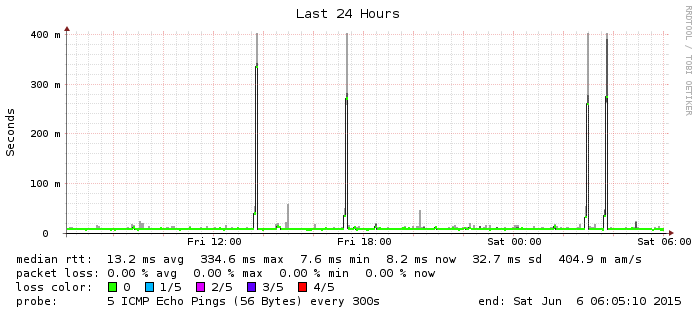 Last 24 Hours
RRDTOOL / TOBI OETIKER
Seconds
400 m
300 m
200 m
100 m
0
Fri 12:00 Fri 18:00 Sat 00:00 Sat 06:00
median rtt: 13.2 ms avg 334.6 ms max 7.6 ms min 8.2 ms now 32.7 ms sd 404.9 m am/s
packet loss: 0.00 % avg 0.00 % max 0.00 % min 0.00 % now
loss color: 0 1/5 2/5 3/5 4/5
probe: 5 ICMP Echo Pings (56 Bytes) every 300s end: Sat Jun 6 06:05:10 2015